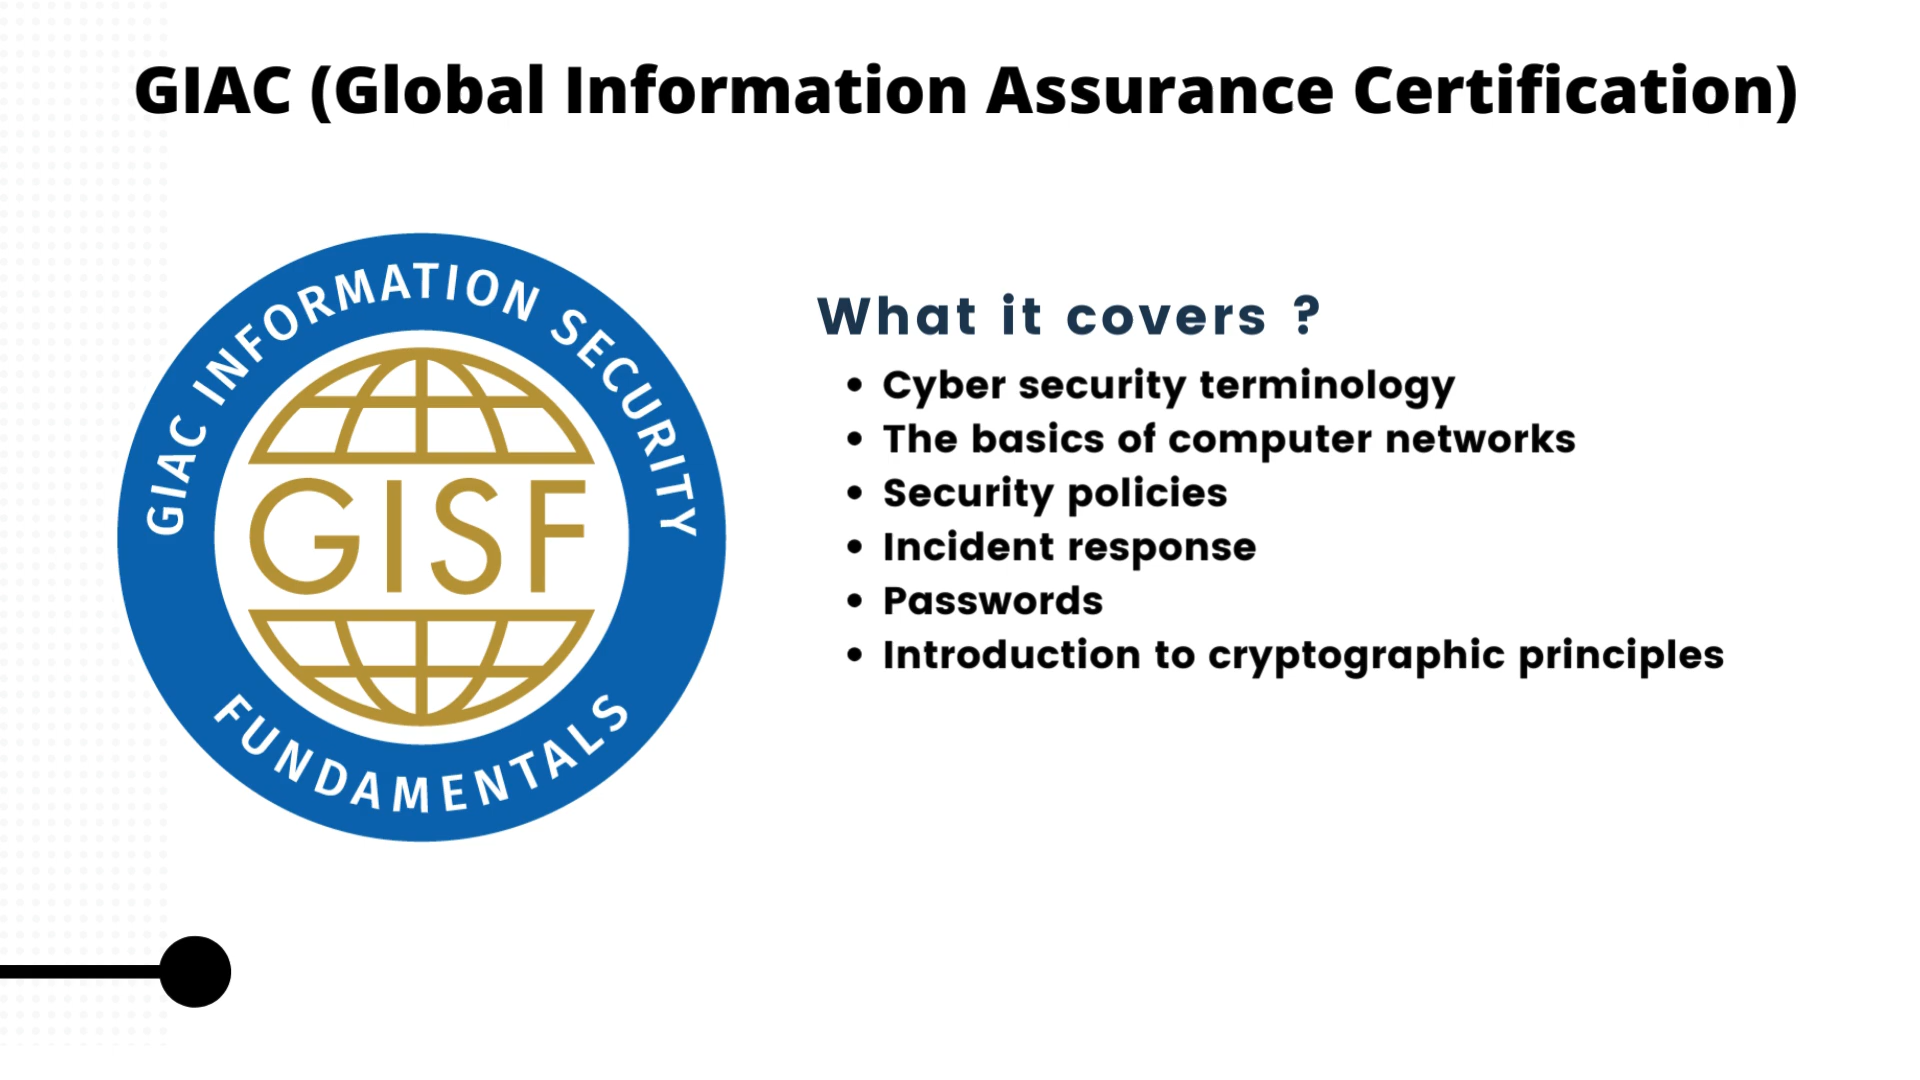 GIAC (Global Information Assurance Certification)
GIAC INFORMATION SECURITY
GISF
FUNDAMENTALS
What it covers ?
• Cyber security terminology
• The basics of computer networks
• Security policies
• Incident response
• Passwords
• Introduction to cryptographic principles